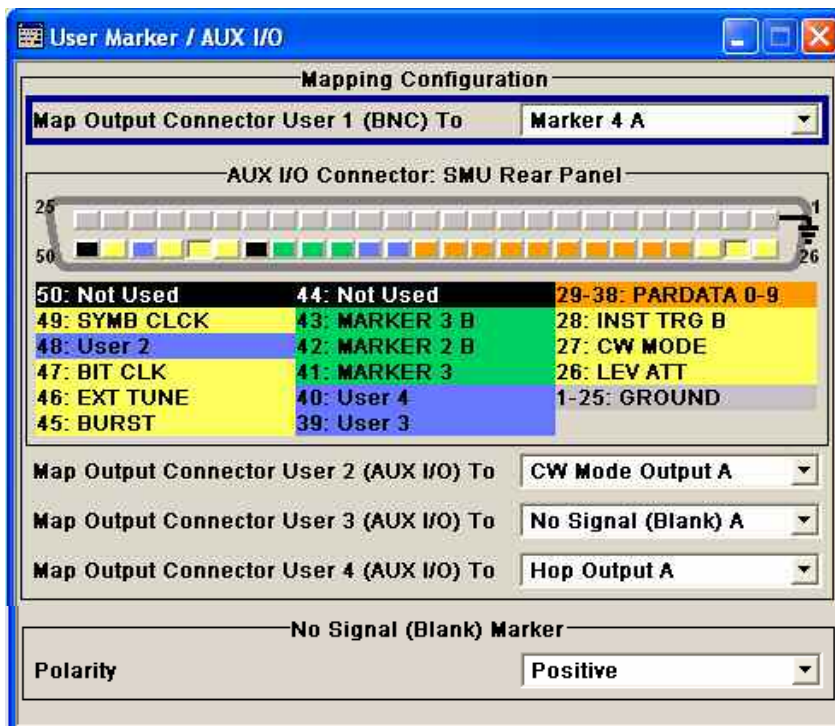 User Marker / AUX I/O
Mapping Configuration
Map Output Connector User 1 (BNC) To Marker 4 A
AUX I/O Connector: SMU Rear Panel
25 1
50 26
50: Not Used 44: Not Used 29-38: PARDATA 0-9
49: SYMB CLCK 43: MARKER 3 B 28: INST TRG B
48: User 2 42: MARKER 2 B 27: CW MODE
47: BIT CLK 41: MARKER 3 26: LEV ATT
46: EXT TUNE 40: User 4 1-25: GROUND
45: BURST 39: User 3
Map Output Connector User 2 (AUX I/O) To CW Mode Output A
Map Output Connector User 3 (AUX I/O) To No Signal (Blank) A
Map Output Connector User 4 (AUX I/O) To Hop Output A
No Signal (Blank) Marker
Polarity Positive